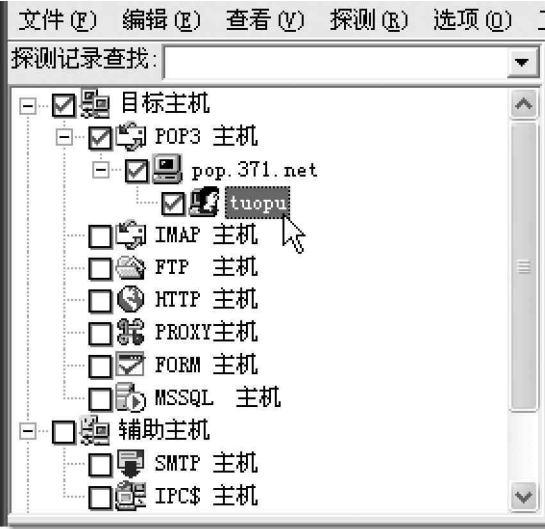 文件(F) 编辑(E) 查看(V) 探测(R) 选项(O)
探测记录查找:
目标主机
POP3 主机
pop.371.net
tuopu
IMAP 主机
FTP 主机
HTTP 主机
PROXY主机
FORM 主机
MSSQL 主机
辅助主机
SMTP 主机
IPC$ 主机